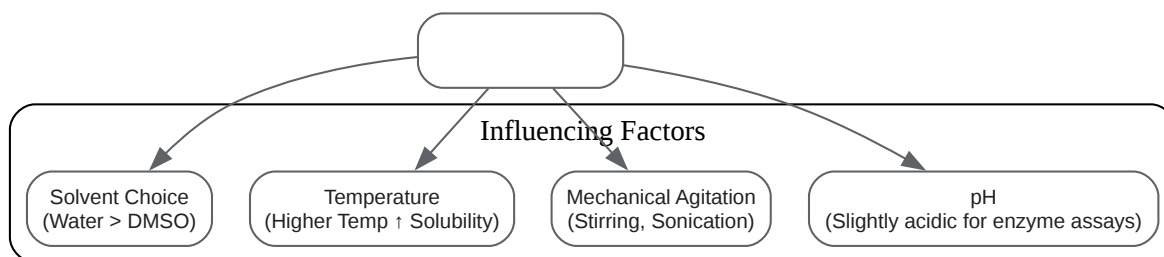 Influencing Factors
Solvent Choice
(Water > DMSO)
Temperature
(Higher Temp ↑ Solubility)
Mechanical Agitation
(Stirring, Sonication)
pH
(Slightly acidic for enzyme assays)